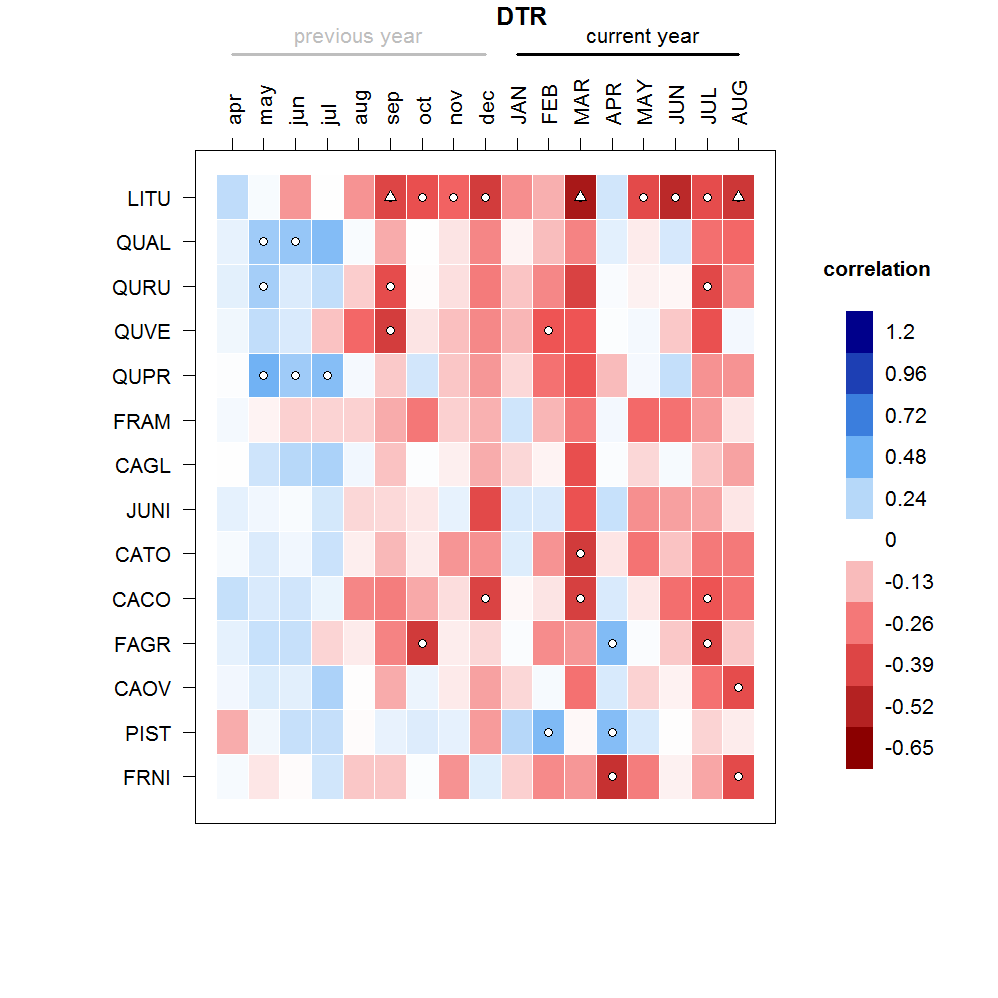 DTR
previous year
current year
apr may jun jul aug sep oct nov dec JAN FEB MAR APR MAY JUN JUL AUG
LITU
QUAL
QURU
QUVE
QUPR
FRAM
CAGL
JUNI
CATO
CACO
FAGR
CAOV
PIST
FRNI
correlation
1.2
0.96
0.72
0.48
0.24
0
-0.13
-0.26
-0.39
-0.52
-0.65